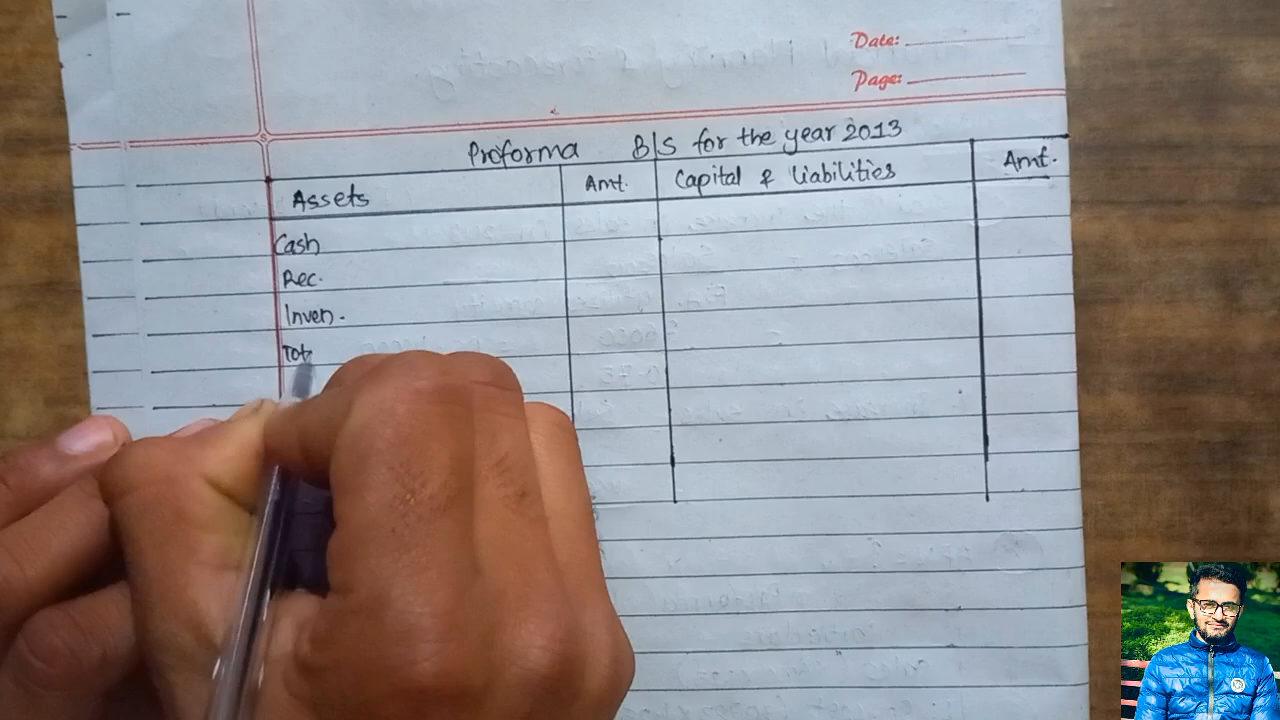 Date:
Page:
Proforma B/S for the year 2013
Assets Amt. Capital & Liabilities Amt.
Cash
Rec.
Inven.
Tot